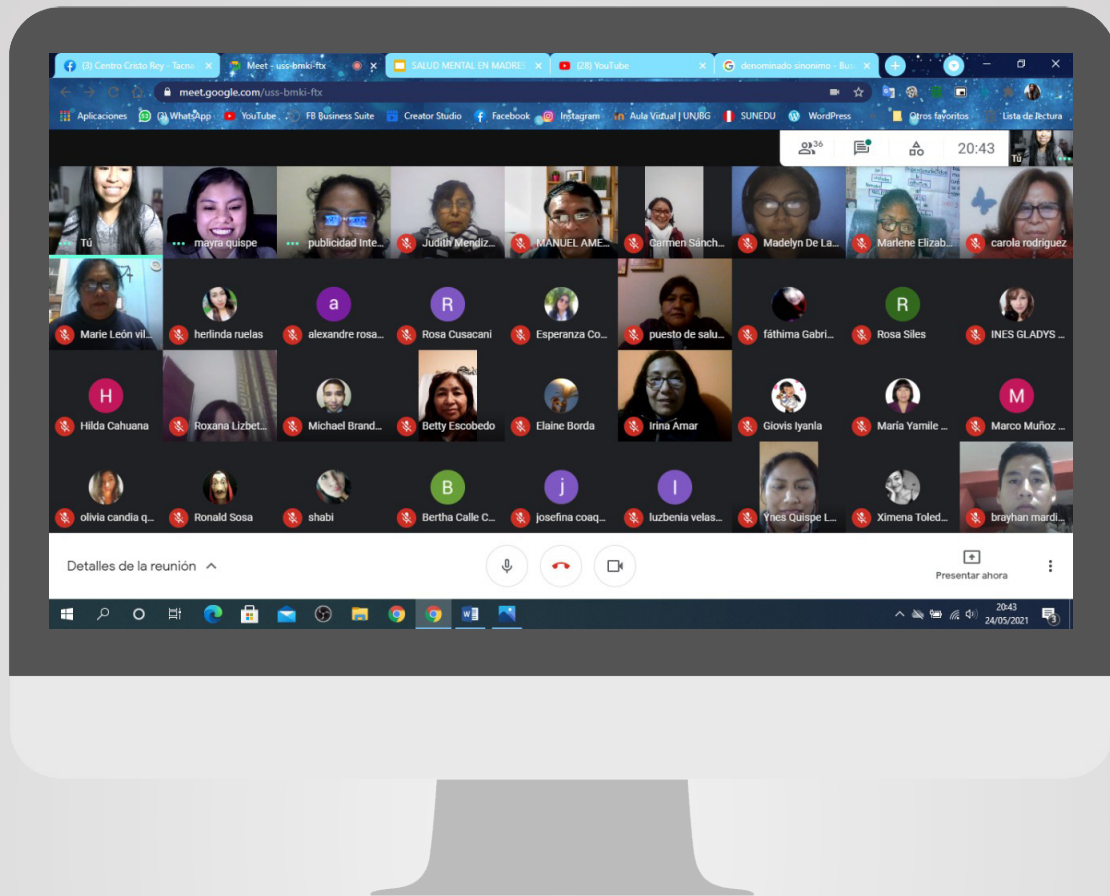 (3) Centro Cristo Rey - Tacna
Meet - uss-bmki-ftx
SALUD MENTAL EN MADRES
(28) YouTube
denominado sinonimo - Bus
meet.google.com/uss-bmki-ftx
Aplicaciones
(3) WhatsApp
YouTube
FB Business Suite
Creator Studio
Facebook
Instagram
Aula Virtual | UNJBG
SUNEDU
WordPress
Otros favoritos
Lista de lectura
36
20:43
Tú
Tú
mayra quispe
publicidad Inte...
Judith Mendiz...
MANUEL AME...
Carmen Sánch...
Madelyn De La...
Marlene Elizab...
carola rodriguez
Marie León vil...
herlinda ruelas
a
alexandre rosa...
R
Rosa Cusacani
Esperanza Co...
puesto de salu...
fáthima Gabri...
R
Rosa Siles
INES GLADYS ...
H
Hilda Cahuana
Roxana Lizbet...
Michael Brand...
Betty Escobedo
Elaine Borda
Irina Amar
Giovis Iyanla
María Yamile ...
M
Marco Muñoz ...
olivia candia q...
Ronald Sosa
shabi
B
Bertha Calle C...
j
josefina coaq...
l
luzbenia velas...
Ynes Quispe L...
Ximena Toled...
brayhan mardi...
Detalles de la reunión
Presentar ahora
20:43
24/05/2021
3